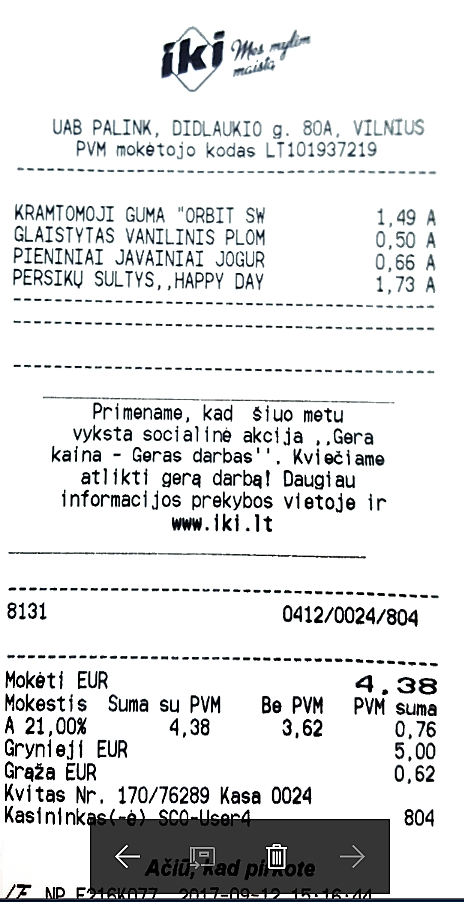 iki Mes mylim
maistą
UAB PALINK, DIDLAUKIO g. 80A, VILNIUS
PVM mokėtojo kodas LT101937219
KRAMTOMOJI GUMA "ORBIT SW 1,49 A
GLAISTYTAS VANILINIS PLOM 0,50 A
PIENINIAI JAVAINIAI JOGUR 0,66 A
PERSIKŲ SULTYS,,HAPPY DAY 1,73 A
Primename, kad šiuo metu
vyksta socialinė akcija ,,Gera
kaina - Geras darbas''. Kviečiame
atlikti gerą darbą! Daugiau
informacijos prekybos vietoje ir
www.iki.lt
8131 0412/0024/804
Mokėti EUR 4,38
Mokestis Suma su PVM Be PVM PVM suma
A 21,00% 4,38 3,62 0,76
Grynieji EUR 5,00
Grąža EUR 0,62
Kvitas Nr. 170/76289 Kasa 0024
Kasininkas(-ė) SCO-User4 804
Ačiū, kad pirkote
NP E216K077 2017-09-12 15:16:44